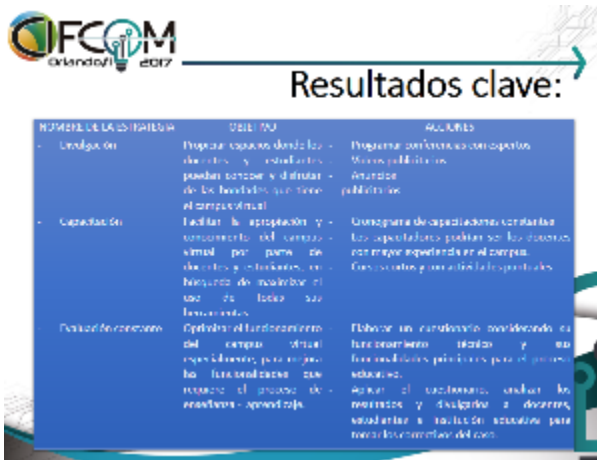 CIFCOM
Orlando/fl 2017
Resultados clave:
NOMBRE DE LA ESTRATEGIA OBJETIVO ACCIONES
- Divulgación
Propiciar espacios donde los
docentes y estudiantes
puedan conocer y disfrutar
de las bondades que tiene
el campus virtual
- Programar conferencias con expertos
- Videos publicitarios
- Anuncios
publicitarios
- Capacitación
Facilitar la apropiación y
conocimiento del campus
virtual por parte de
docentes y estudiantes, en
búsqueda de maximizar el
uso de todas sus
herramientas
- Cronograma de capacitaciones constantes
- Los capacitadores podrían ser los docentes
con mayor experiencia en el campus.
- Cursos cortos y con actividades puntuales
- Evaluación constante
Optimizar el funcionamiento
del campus virtual
especialmente, para mejorar
las funcionalidades que
requiere el proceso de
enseñanza - aprendizaje.
- Elaborar un cuestionario considerando su
funcionamiento técnico y sus
funcionalidades principales para el proceso
educativo.
- Aplicar el cuestionario, analizar los
resultados y divulgarlos a docentes,
estudiantes e institución educativa para
tomar los correctivos del caso.